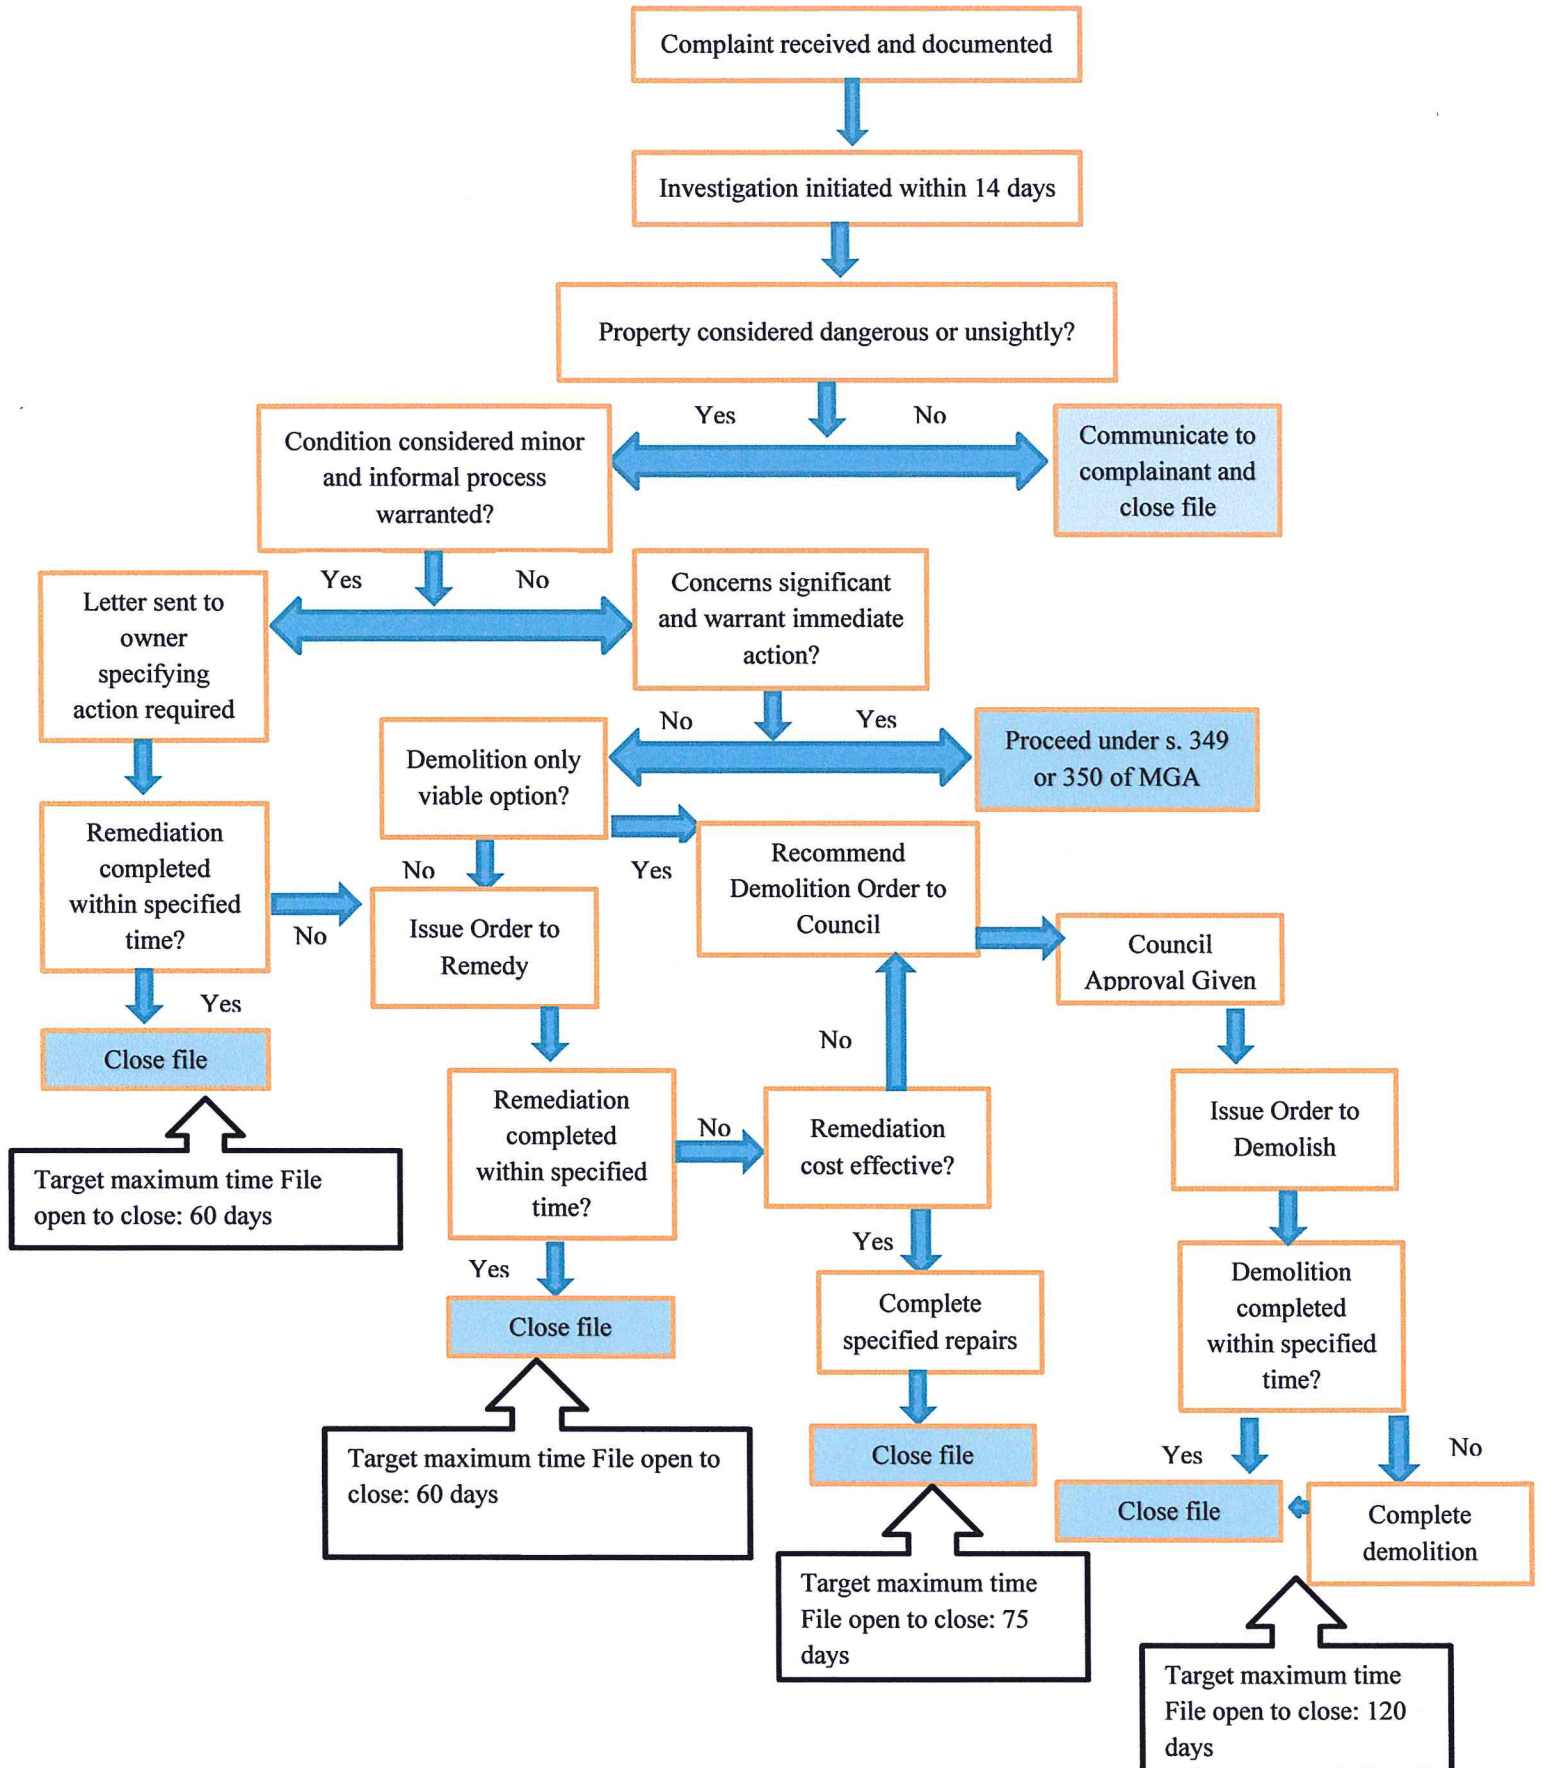 Complaint received and documented
Investigation initiated within 14 days
Property considered dangerous or unsightly?
Yes
No
Condition considered minor
and informal process
warranted?
Communicate to
complainant and
close file
Yes
No
Letter sent to
owner
specifying
action required
Concerns significant
and warrant immediate
action?
No
Yes
Demolition only
viable option?
Proceed under s. 349
or 350 of MGA
Remediation
completed
within specified
time?
No
Yes
No
Yes
Recommend
Demolition Order to
Council
Issue Order to
Remedy
Council
Approval Given
Close file
Target maximum time File
open to close: 60 days
No
Remediation
completed
within specified
time?
No
Remediation
cost effective?
Issue Order to
Demolish
Yes
Close file
Target maximum time File open to
close: 60 days
Yes
Complete
specified repairs
Close file
Target maximum time
File open to close: 75
days
Demolition
completed
within specified
time?
Yes
No
Close file
Complete
demolition
Target maximum time
File open to close: 120
days